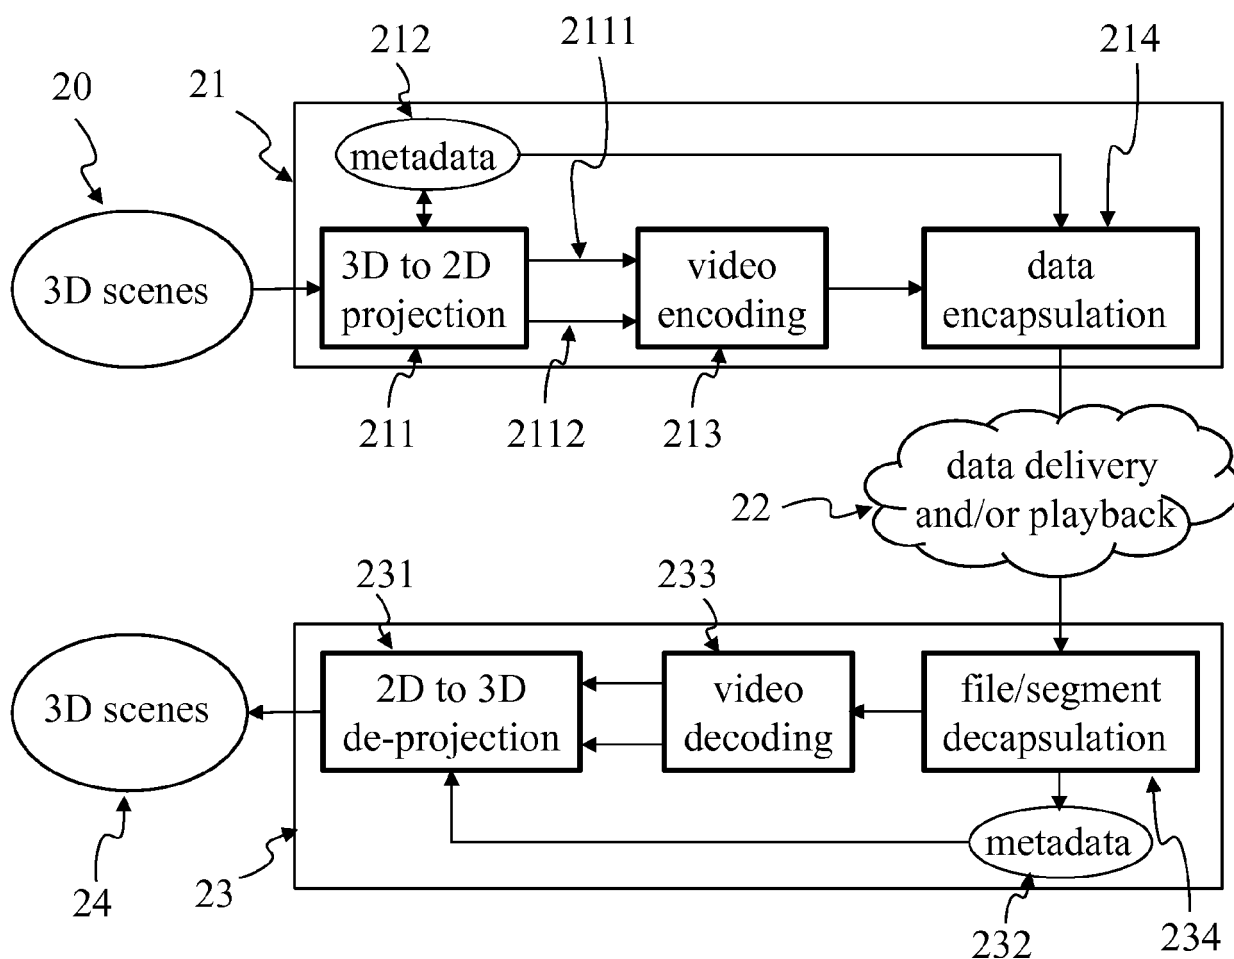 212
2111
214
20
21
metadata
3D scenes
3D to 2D
projection
video
encoding
data
encapsulation
211
2112
213
data delivery
and/or playback
22
231
233
3D scenes
2D to 3D
de-projection
video
decoding
file/segment
decapsulation
metadata
24
23
232
234